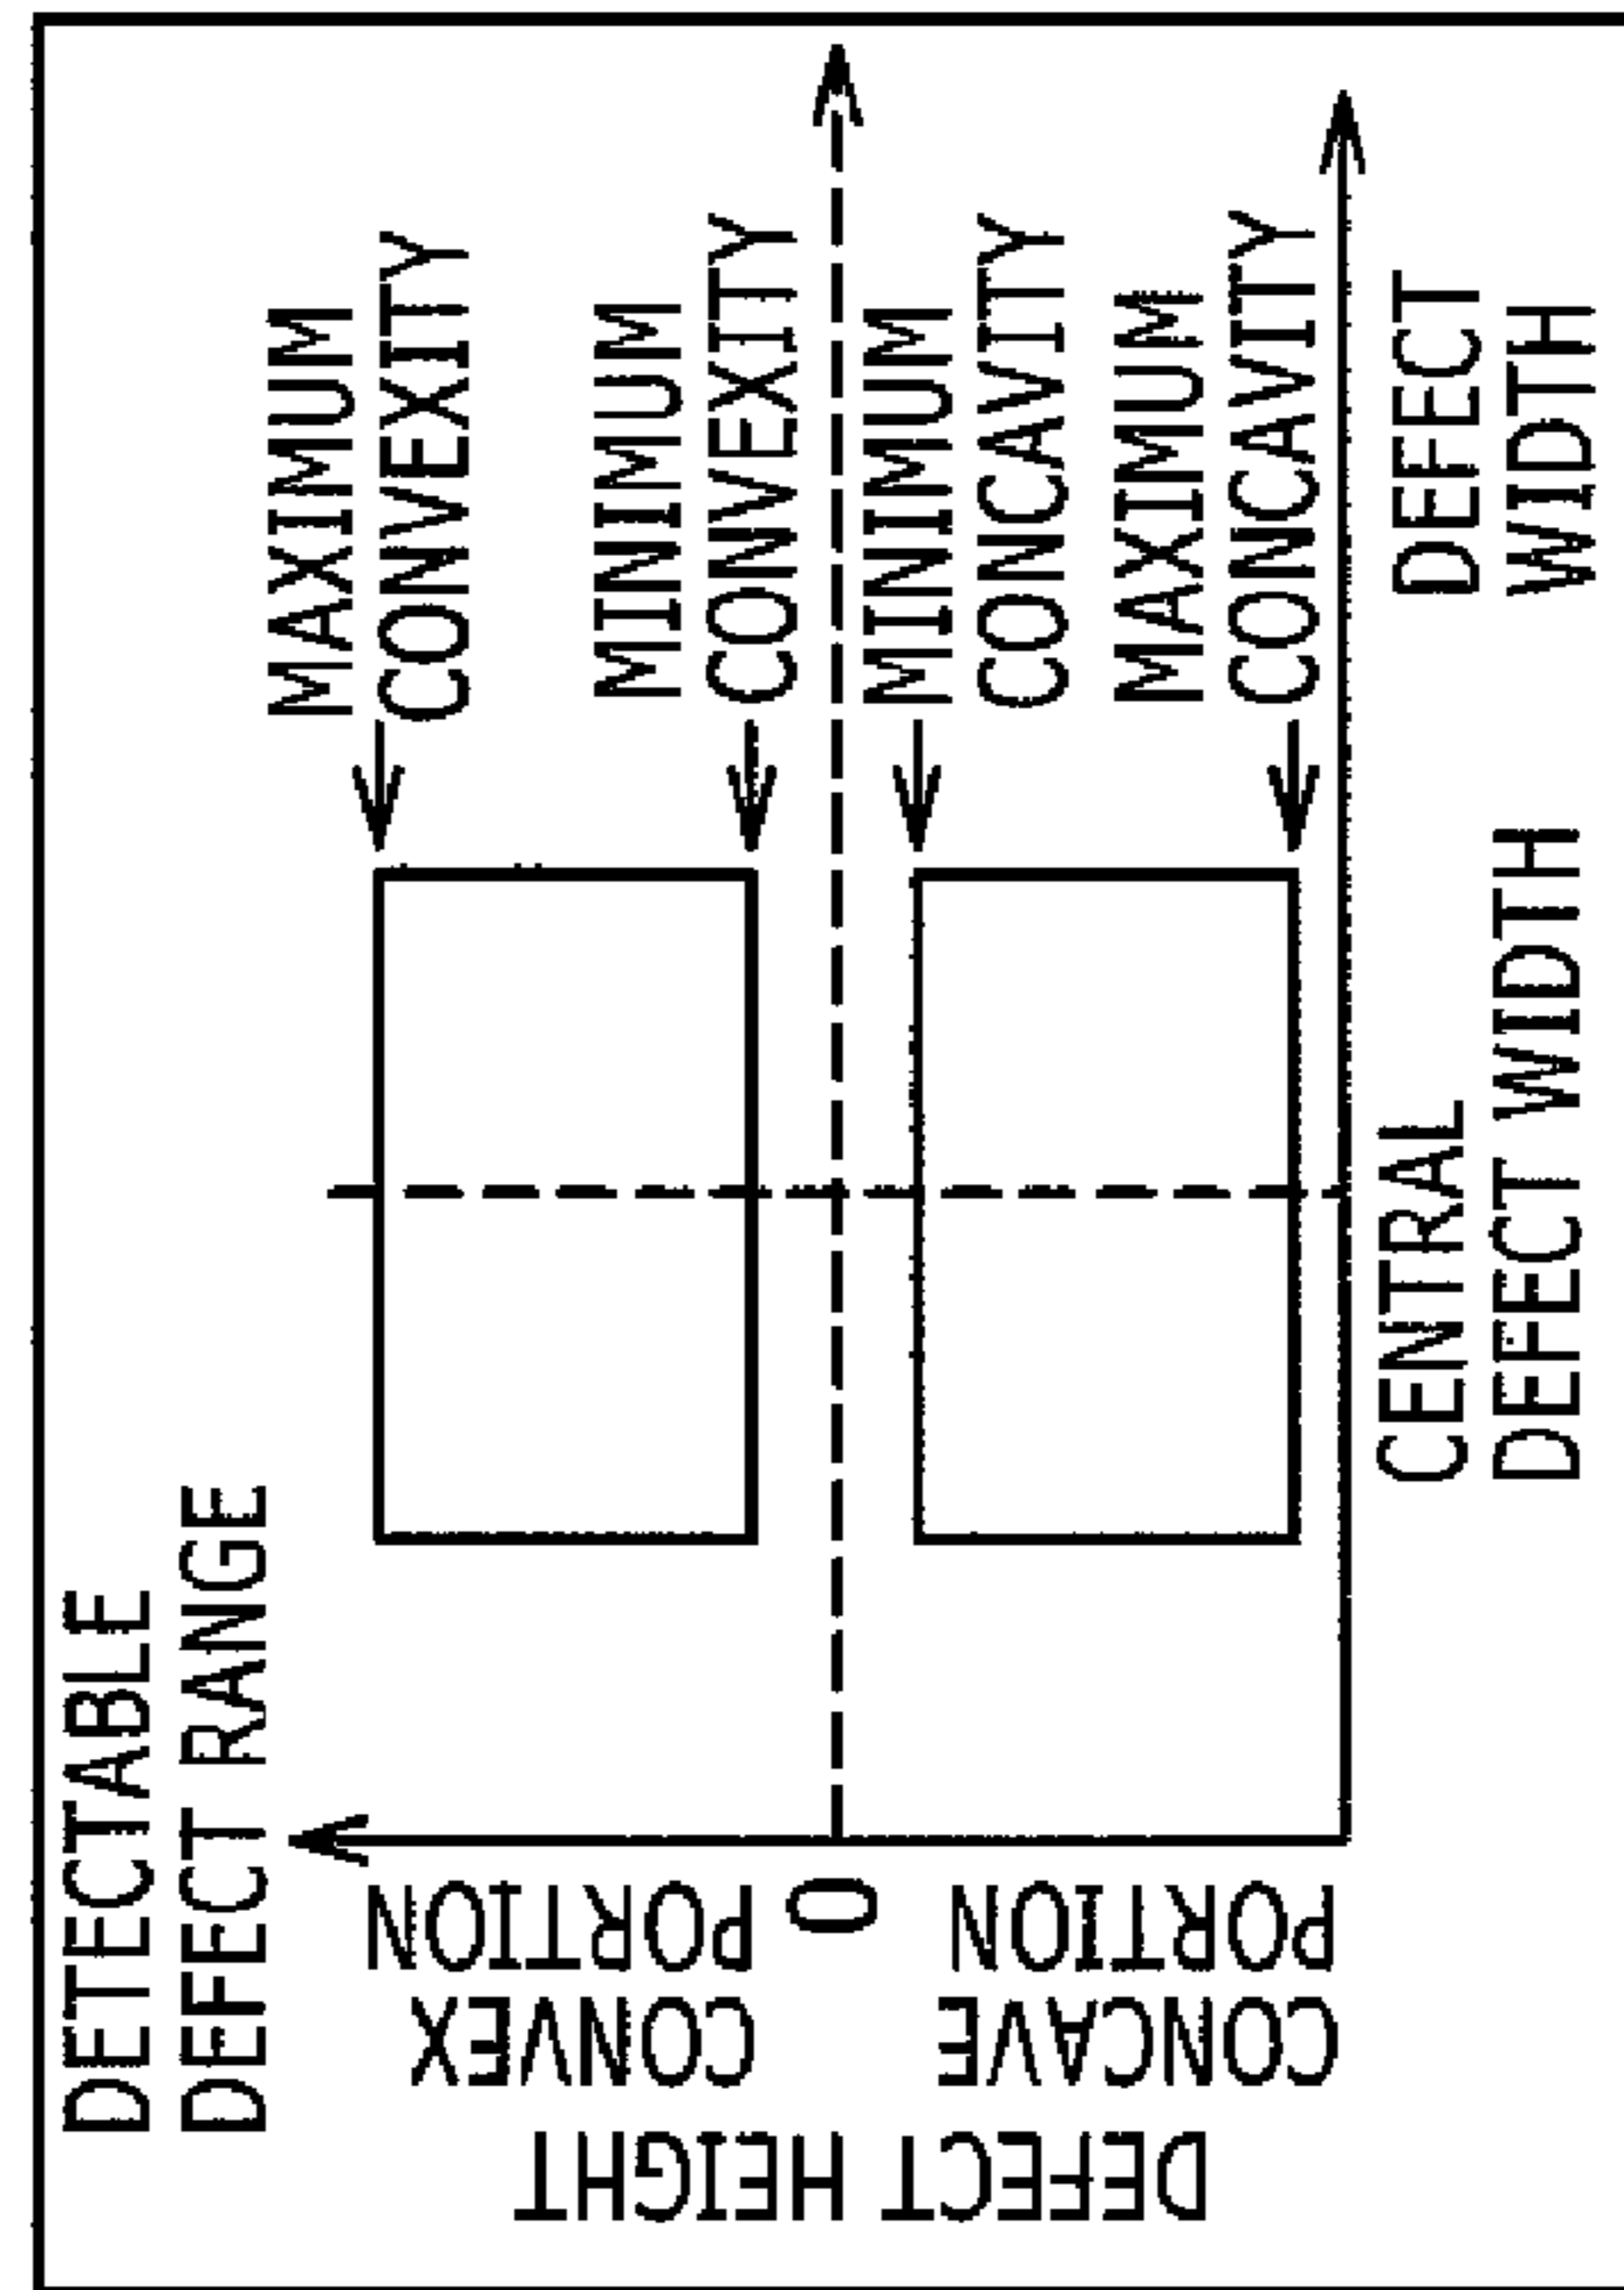 DETECTABLE
DEFECT RANGE
MAXIMUM
CONVEXITY
MINIMUM
CONVEXITY
MINIMUM
CONCAVITY
MAXIMUM
CONCAVITY
DEFECT HEIGHT
CONVEX
PORTION
0
CONCAVE
PORTION
CENTRAL
DEFECT WIDTH
DEFECT
WIDTH